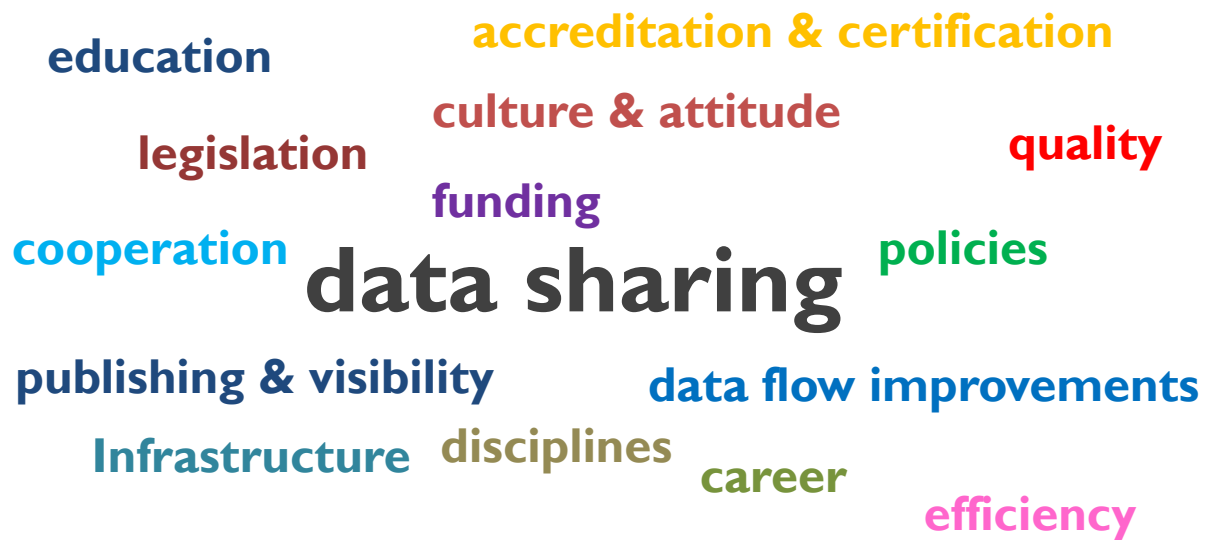 accreditation & certification
education
culture & attitude
legislation
quality
funding
cooperation
policies
data sharing
publishing & visibility
data flow improvements
Infrastructure
disciplines
career
efficiency